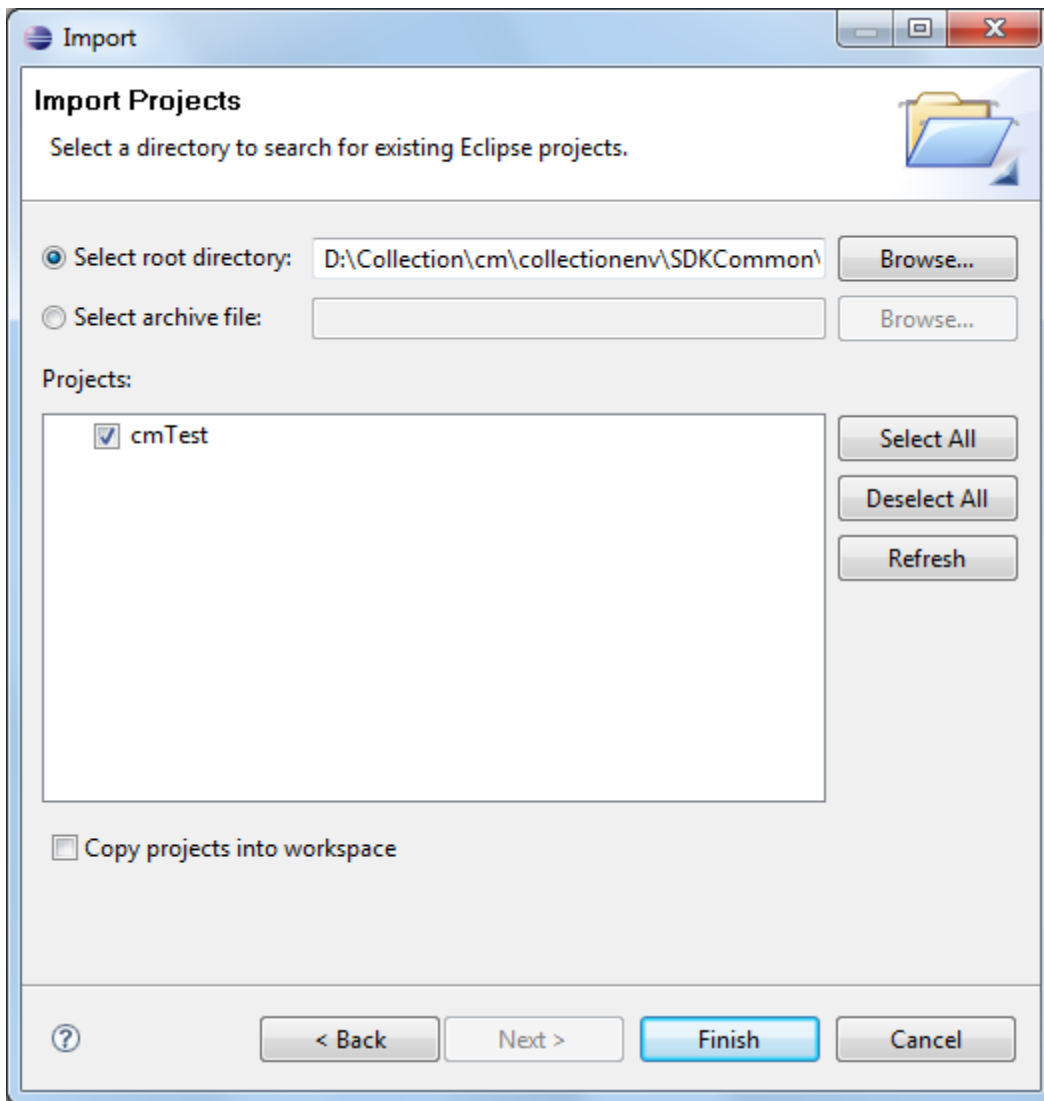 Import
Import Projects
Select a directory to search for existing Eclipse projects.
Select root directory: D:\Collection\cm\collectionenv\SDKCommon\ Browse...
Select archive file: Browse...
Projects:
cmTest
Select All
Deselect All
Refresh
Copy projects into workspace
? < Back Next > Finish Cancel